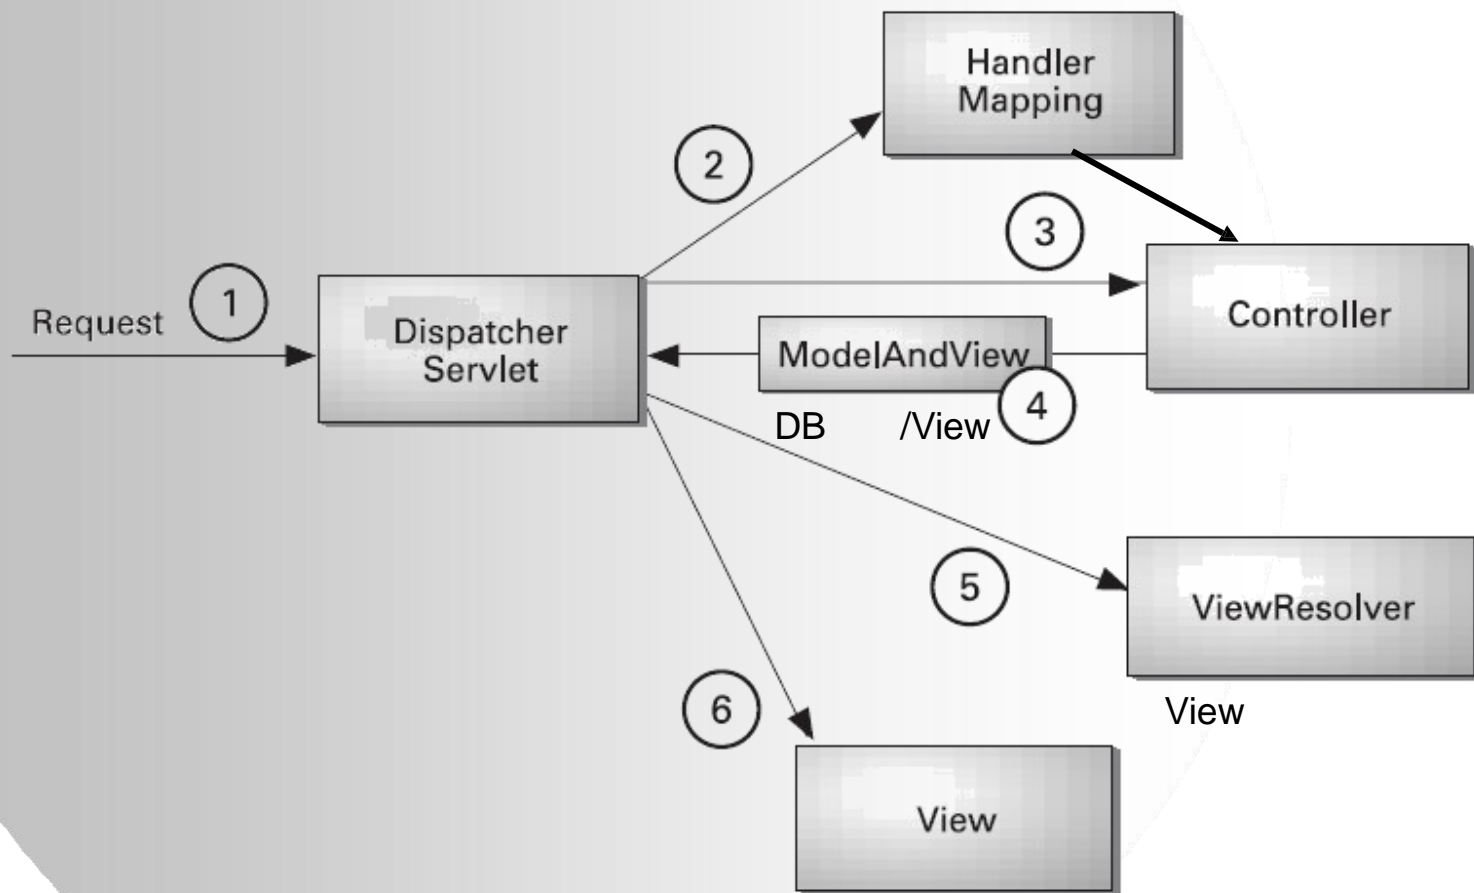 Handler
Mapping
2
3
Request
1
Dispatcher
Servlet
Controller
ModelAndView
4
DB /View
5
ViewResolver
6
View
View